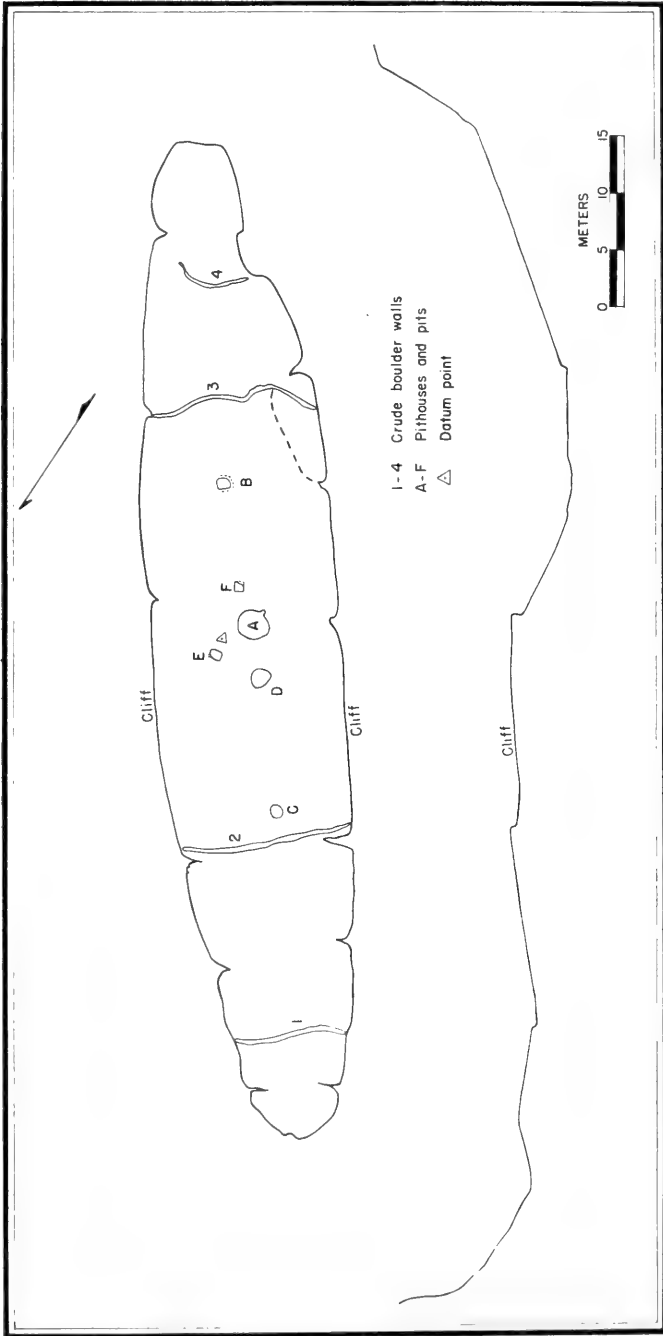 Cliff
1
2
C
D
E
A
F
B
3
4
Cliff
1-4 Crude boulder walls
A-F Pithouses and pits
Datum point
Cliff
METERS
0 5 10 15